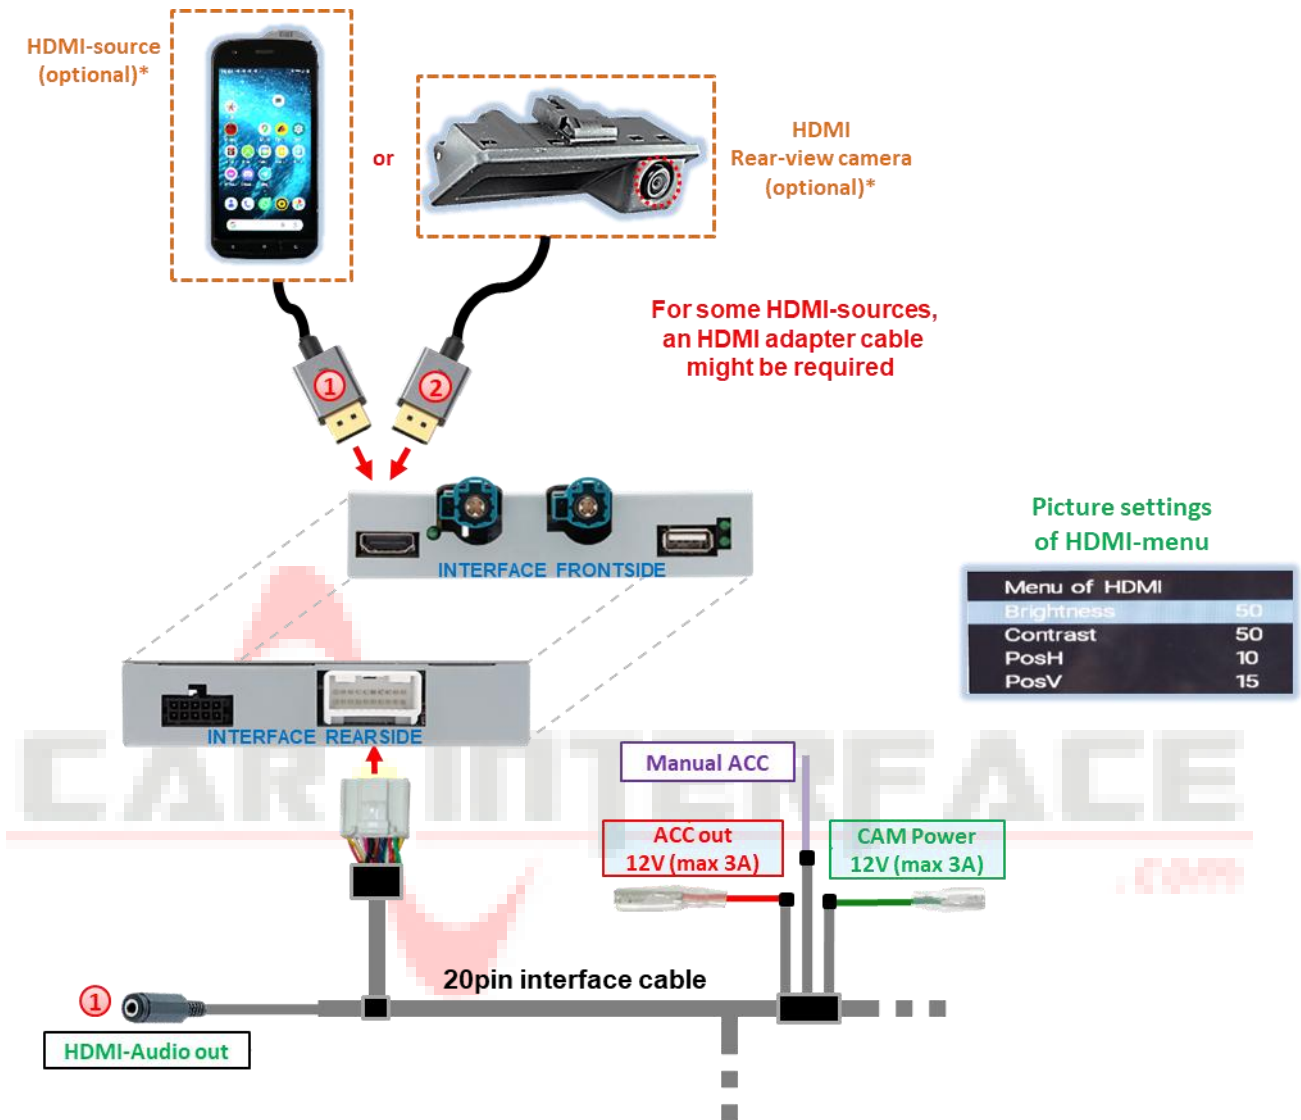 HDMI-source
(optional)*
or
HDMI
Rear-view camera
(optional)*
For some HDMI-sources,
an HDMI adapter cable
might be required
1
2
INTERFACE FRONTSIDE
Picture settings
of HDMI-menu
Menu of HDMI
Brightness 50
Contrast 50
PosH 10
PosV 15
INTERFACE REARSIDE
CAR INTERFACE
.com
Manual ACC
ACC out
12V (max 3A)
CAM Power
12V (max 3A)
20pin interface cable
1
HDMI-Audio out